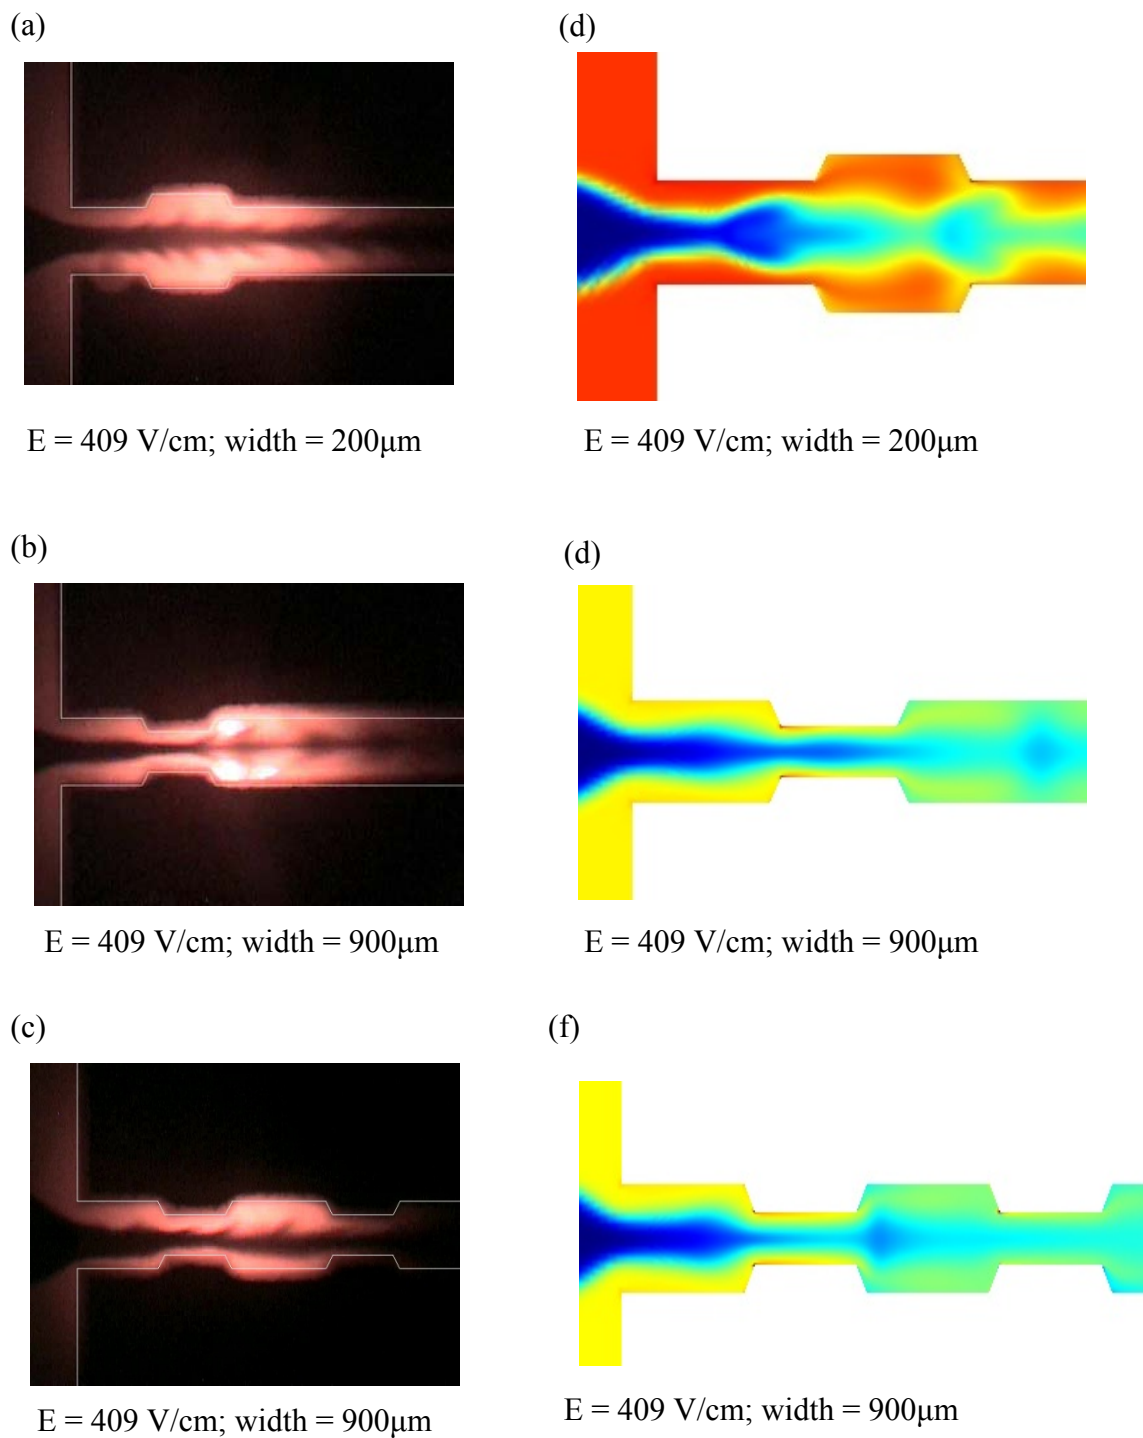 (a)
(d)
E = 409 V/cm; width = 200μm
E = 409 V/cm; width = 200μm
(b)
(d)
E = 409 V/cm; width = 900μm
E = 409 V/cm; width = 900μm
(c)
(f)
E = 409 V/cm; width = 900μm
E = 409 V/cm; width = 900μm